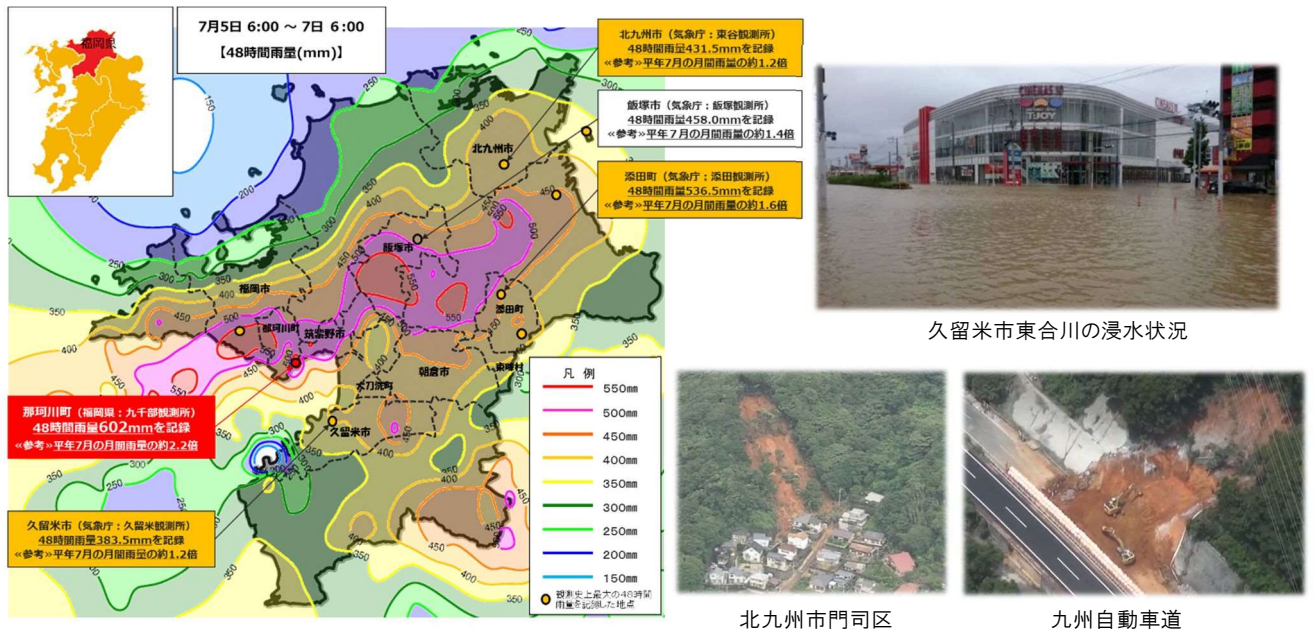 福岡県
7月5日 6:00 ～ 7日 6:00
【48時間雨量(mm)】
北九州市（気象庁：東谷観測所）
48時間雨量431.5mmを記録
≪参考≫平年7月の月間雨量の約1.2倍
飯塚市（気象庁：飯塚観測所）
48時間雨量458.0mmを記録
≪参考≫平年7月の月間雨量の約1.4倍
添田町（気象庁：添田観測所）
48時間雨量536.5mmを記録
≪参考≫平年7月の月間雨量の約1.6倍
北九州市
飯塚市
福岡市
那珂川町
筑紫野市
添田町
朝倉市
東峰村
大刀洗町
久留米市
那珂川町（福岡県：九千部観測所）
48時間雨量602mmを記録
≪参考≫平年7月の月間雨量の約2.2倍
久留米市（気象庁：久留米観測所）
48時間雨量383.5mmを記録
≪参考≫平年7月の月間雨量の約1.2倍
凡 例
550mm
500mm
450mm
400mm
350mm
300mm
250mm
200mm
150mm
観測史上最大の48時間
雨量を記録した地点
CINEMAS 10
T・JOY
久留米市東合川の浸水状況
北九州市門司区
九州自動車道